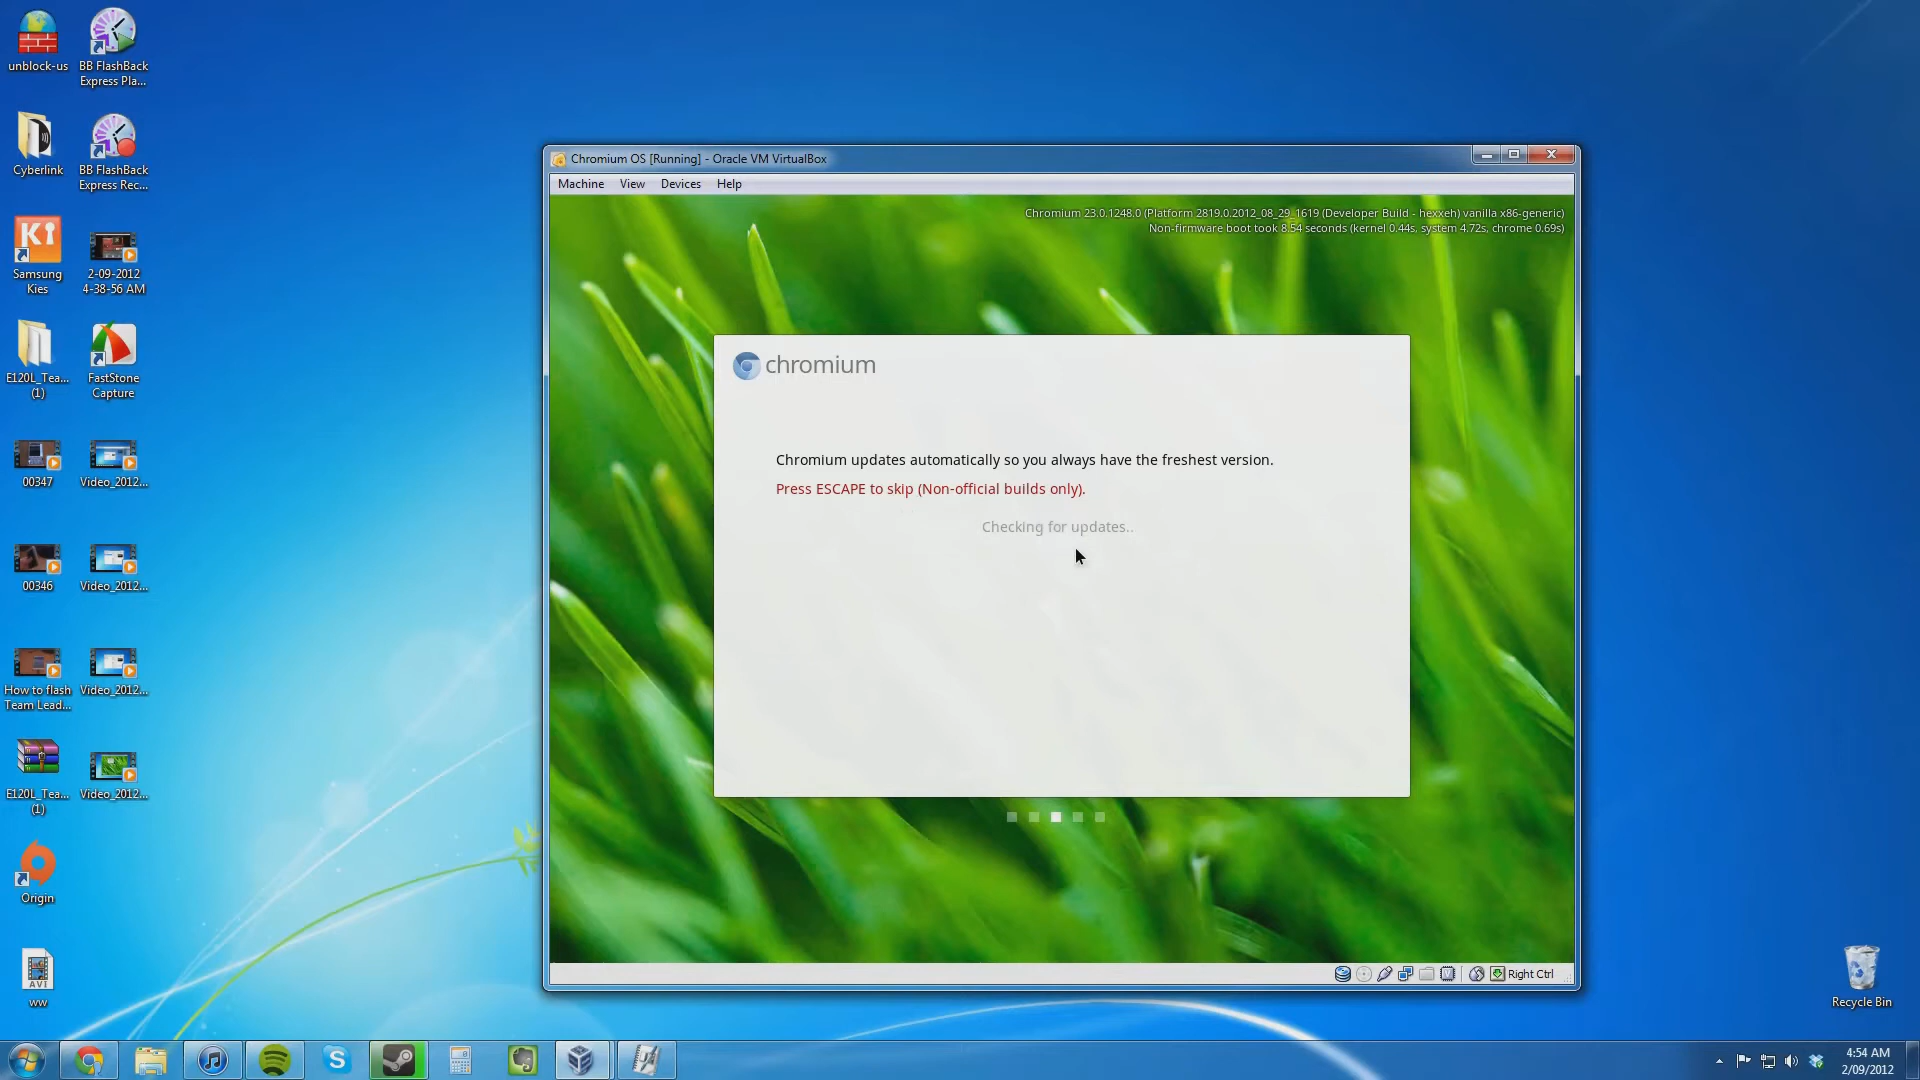 unblock-us
BB FlashBack
Express Pla...
Cyberlink
BB FlashBack
Express Rec...
Samsung
Kies
2-09-2012
4-38-56 AM
E120L_Tea...
(1)
FastStone
Capture
00347
Video_2012...
00346
Video_2012...
How to flash
Team Lead...
Video_2012...
E120L_Tea...
(1)
Video_2012...
Origin
AVI
ww
Chromium OS [Running] - Oracle VM VirtualBox
Machine View Devices Help
Chromium 23.0.1248.0 (Platform 2819.0.2012_08_29_1619 (Developer Build - hexxeh) vanilla x86-generic)
Non-firmware boot took 8.54 seconds (kernel 0.44s, system 4.72s, chrome 0.69s)
chromium
Chromium updates automatically so you always have the freshest version.
Press ESCAPE to skip (Non-official builds only).
Checking for updates..
Right Ctrl
Recycle Bin
4:54 AM
2/09/2012